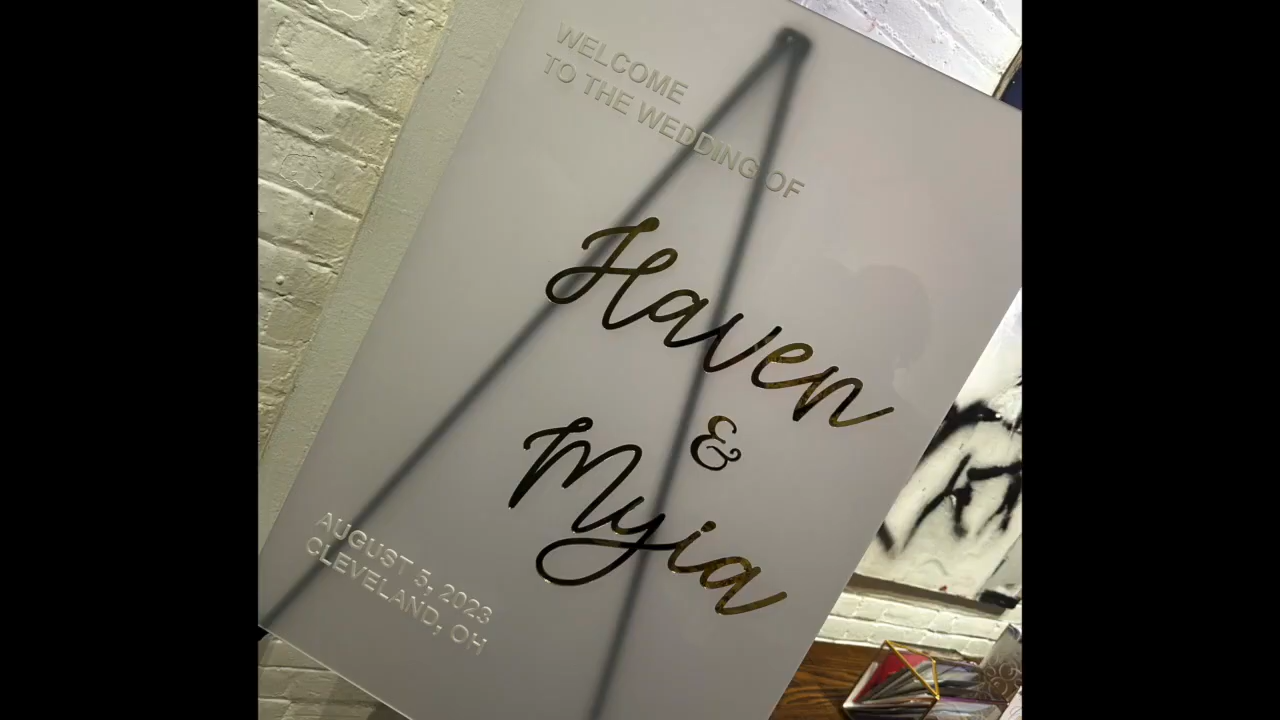 WELCOME
TO THE WEDDING OF
Haven
&
Myia
AUGUST 5, 2023
CLEVELAND, OH